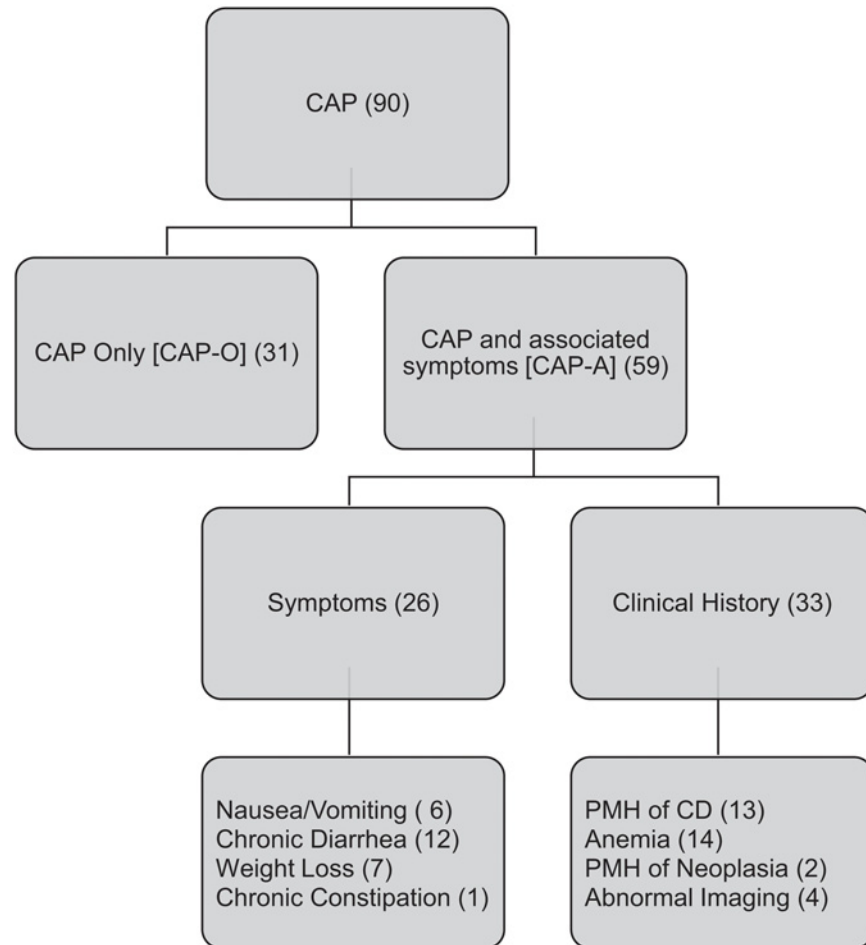 CAP (90)
CAP Only [CAP-O] (31)
CAP and associated
symptoms [CAP-A] (59)
Symptoms (26)
Clinical History (33)
Nausea/Vomiting ( 6)
Chronic Diarrhea (12)
Weight Loss (7)
Chronic Constipation (1)
PMH of CD (13)
Anemia (14)
PMH of Neoplasia (2)
Abnormal Imaging (4)